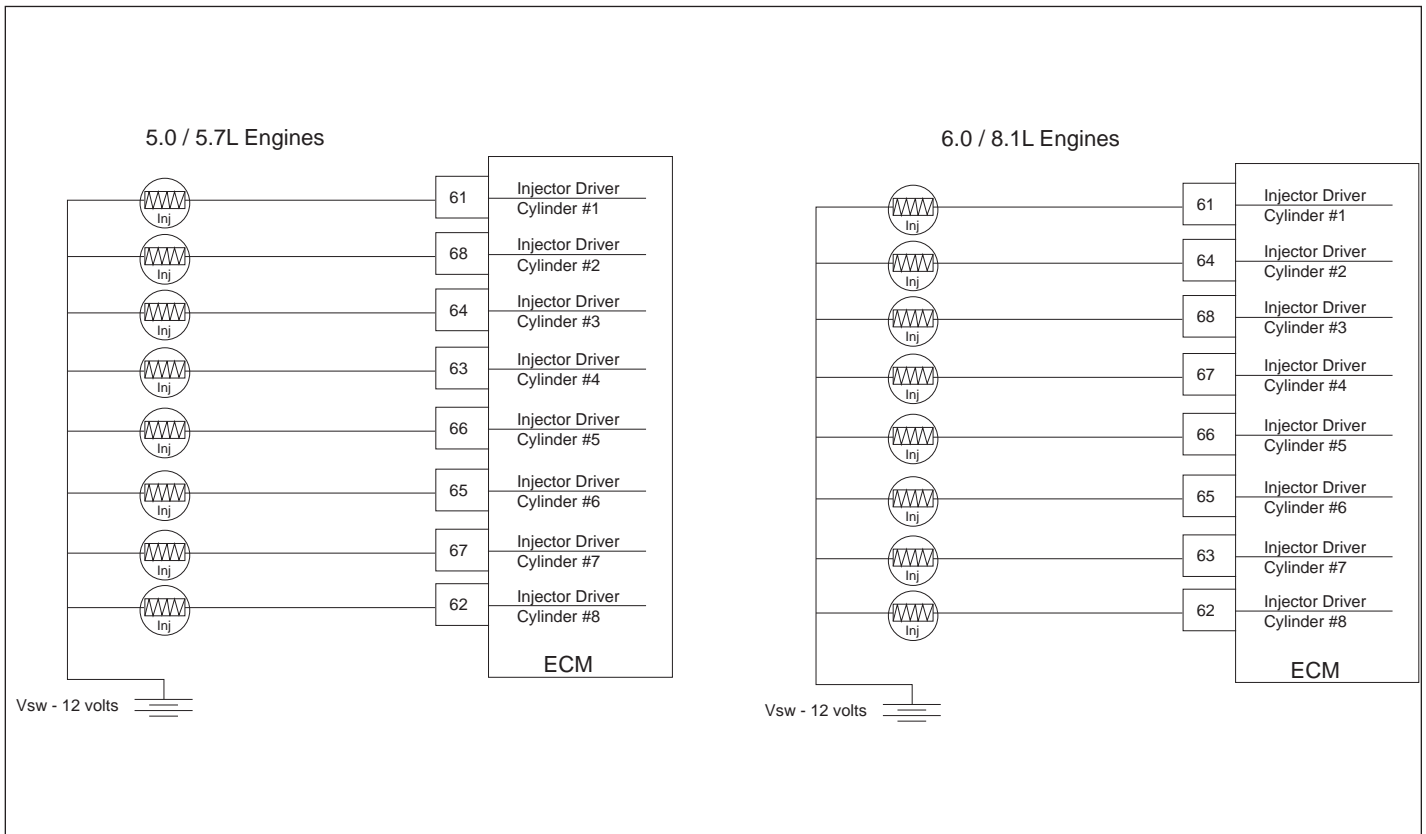 5.0 / 5.7L Engines
Inj
61
Injector Driver
Cylinder #1
Inj
68
Injector Driver
Cylinder #2
Inj
64
Injector Driver
Cylinder #3
Inj
63
Injector Driver
Cylinder #4
Inj
66
Injector Driver
Cylinder #5
Inj
65
Injector Driver
Cylinder #6
Inj
67
Injector Driver
Cylinder #7
Inj
62
Injector Driver
Cylinder #8
ECM
Vsw - 12 volts
6.0 / 8.1L Engines
Inj
61
Injector Driver
Cylinder #1
Inj
64
Injector Driver
Cylinder #2
Inj
68
Injector Driver
Cylinder #3
Inj
67
Injector Driver
Cylinder #4
Inj
66
Injector Driver
Cylinder #5
Inj
65
Injector Driver
Cylinder #6
Inj
63
Injector Driver
Cylinder #7
Inj
62
Injector Driver
Cylinder #8
ECM
Vsw - 12 volts